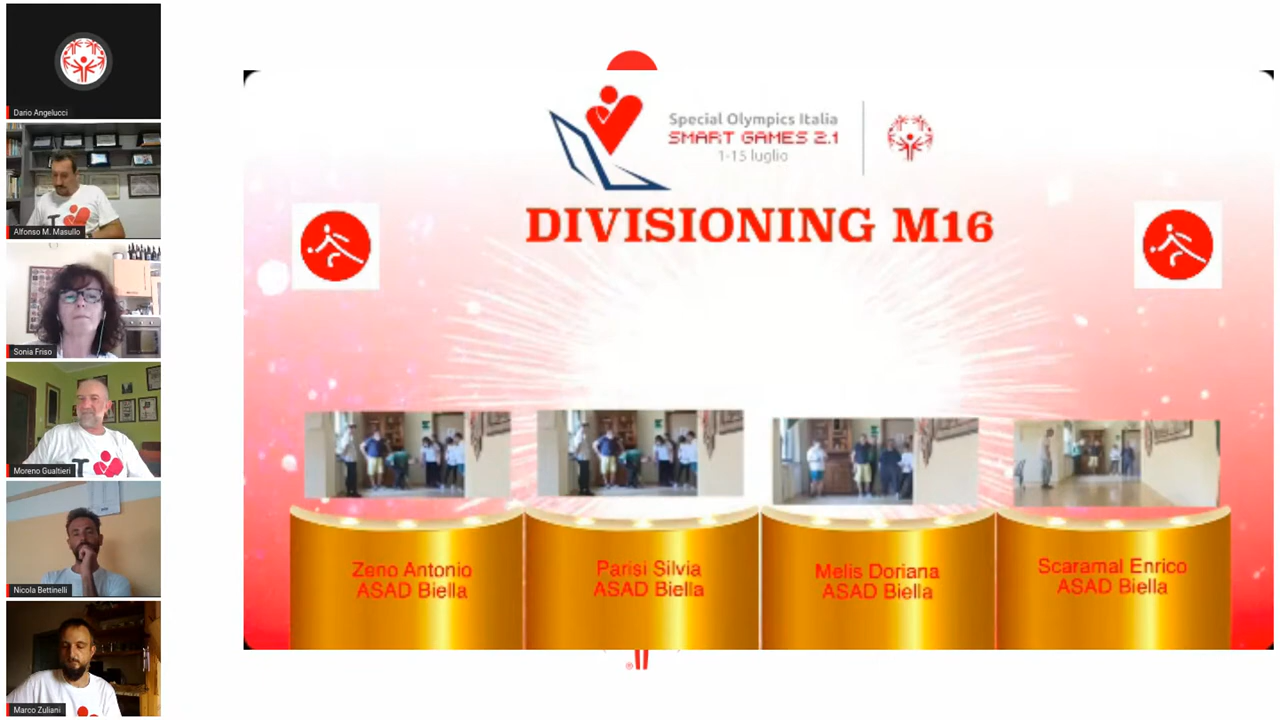 Dario Angelucci
Alfonso M. Masullo
Sonia Friso
Moreno Gualtieri
Nicola Bettinelli
Marco Zuliani
Special Olympics Italia
SMART GAMES 2.1
1-15 luglio
DIVISIONING M16
Zeno Antonio
ASAD Biella
Parisi Silvia
ASAD Biella
Melis Doriana
ASAD Biella
Scaramal Enrico
ASAD Biella